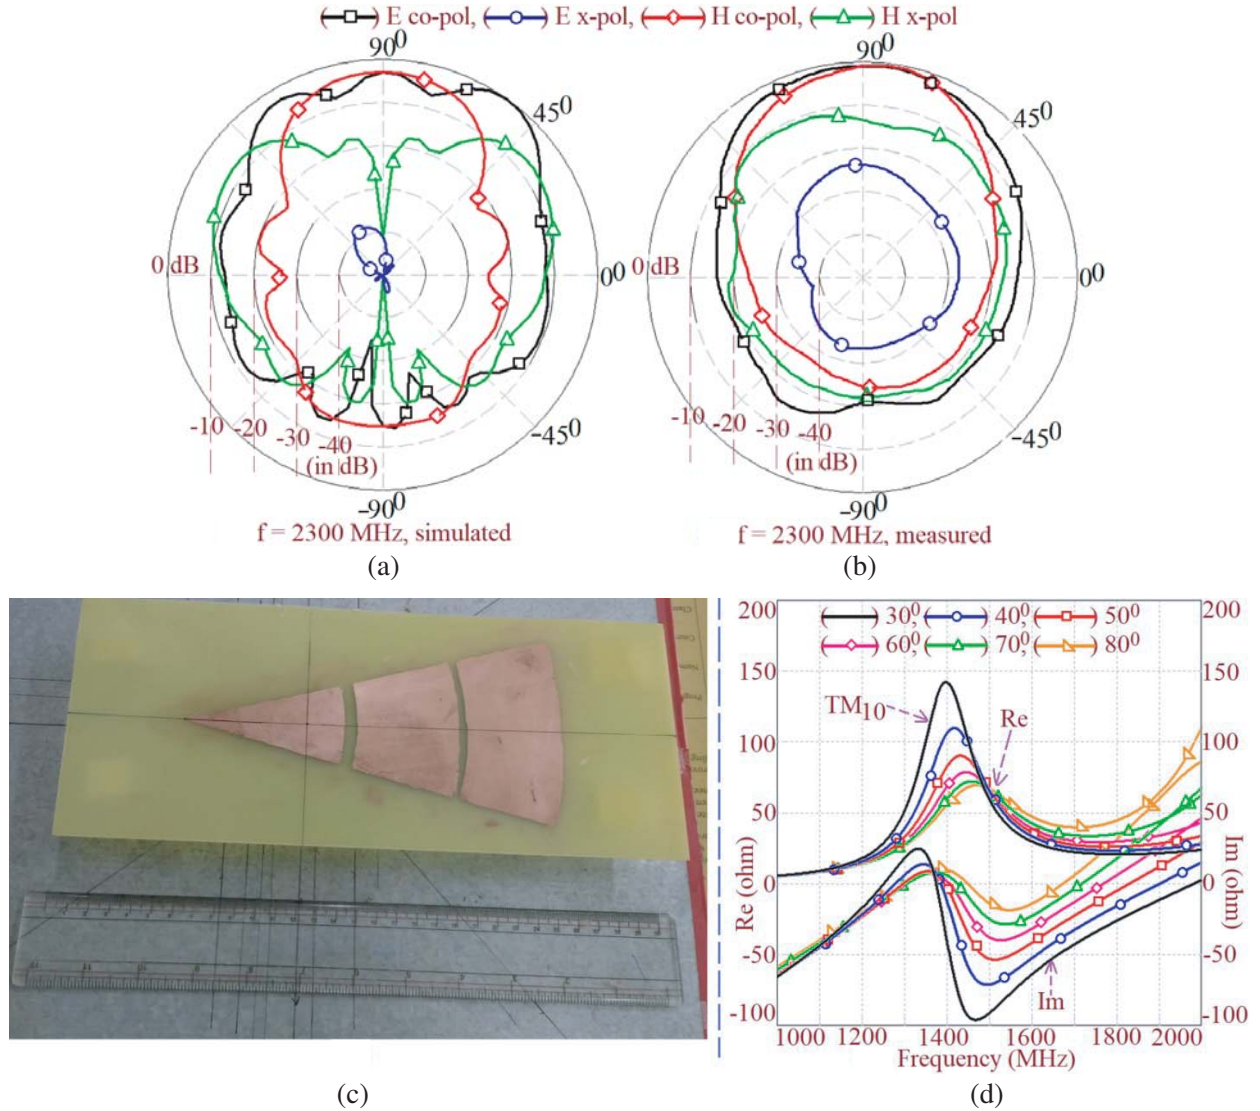 (—□—) E co-pol, (—○—) E x-pol, (—◇—) H co-pol, (—△—) H x-pol
90⁰
45⁰
0 dB
0⁰
-10
-20
-30
-40
(in dB)
-45⁰
-90⁰
f = 2300 MHz, simulated
(a)
90⁰
45⁰
0 dB
0⁰
-10
-20
-30
-40
(in dB)
-45⁰
-90⁰
f = 2300 MHz, measured
(b)
(c)
200
150
100
50
0
-50
-100
Re (ohm)
(—) 30⁰, (—○—) 40⁰, (—□—) 50⁰
(—◇—) 60⁰, (—△—) 70⁰, (—▷—) 80⁰
TM₁₀
Re
Im
200
150
100
50
0
-50
-100
Im (ohm)
1000 1200 1400 1600 1800 2000
Frequency (MHz)
(d)